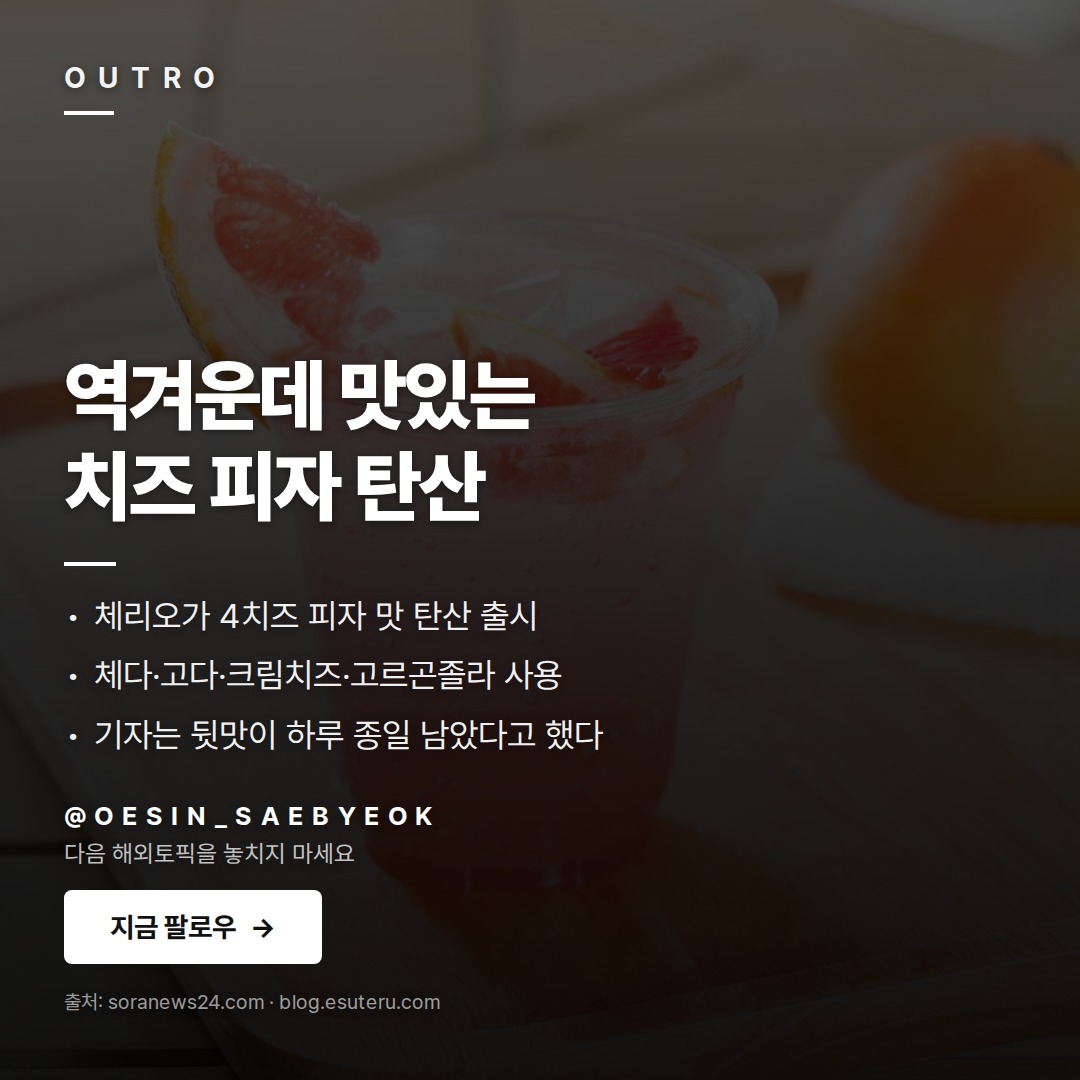 OUTRO
역겨운데 맛있는
치즈 피자 탄산
• 체리오가 4치즈 피자 맛 탄산 출시
• 체다·고다·크림치즈·고르곤졸라 사용
• 기자는 뒷맛이 하루 종일 남았다고 했다
@OESIN_SAEBYEOK
다음 해외토픽을 놓치지 마세요
지금 팔로우 →
출처: soranews24.com · blog.esuteru.com